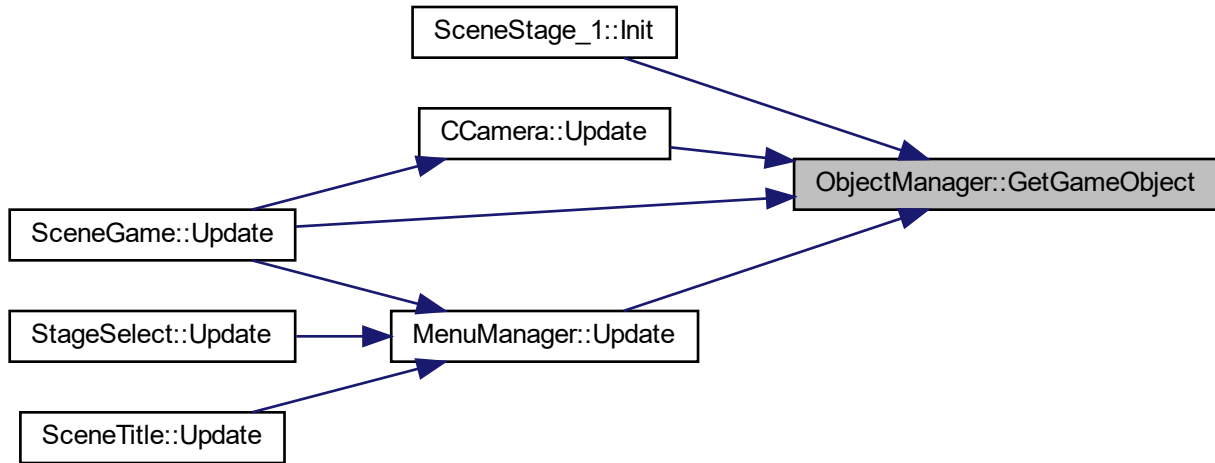 SceneStage_1::Init
CCamera::Update
ObjectManager::GetGameObject
SceneGame::Update
StageSelect::Update
MenuManager::Update
SceneTitle::Update